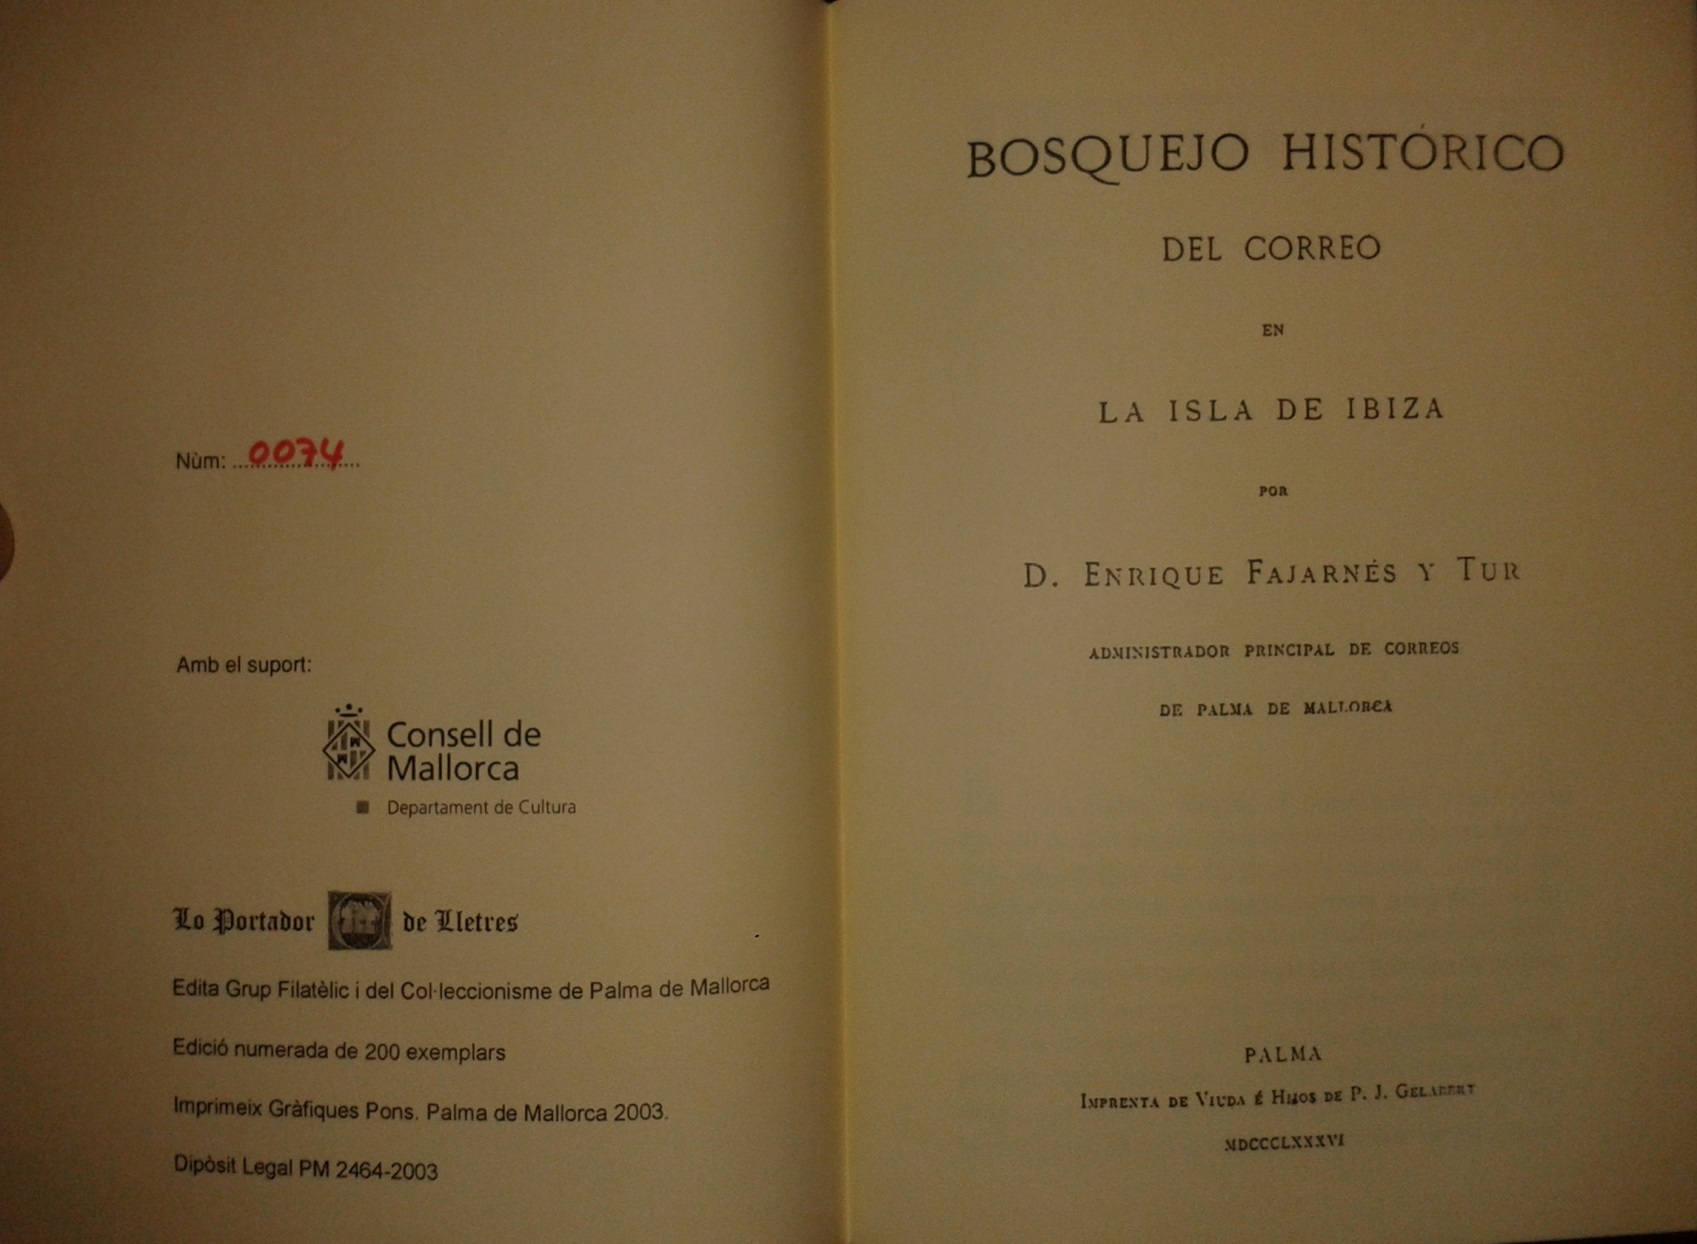 Nùm: ...0074...
Amb el suport:
Consell de
Mallorca
Departament de Cultura
Lo Portador de Lletres
Edita Grup Filatèlic i del Col·leccionisme de Palma de Mallorca
Edició numerada de 200 exemplars
Imprimeix Gràfiques Pons. Palma de Mallorca 2003.
Dipòsit Legal PM 2464-2003
BOSQUEJO HISTÓRICO
DEL CORREO
EN
LA ISLA DE IBIZA
POR
D. ENRIQUE FAJARNÉS Y TUR
ADMINISTRADOR PRINCIPAL DE CORREOS
DE PALMA DE MALLORCA
PALMA
IMPRENTA DE VIUDA É HIJOS DE P. J. GELABERT
MDCCCLXXXVI